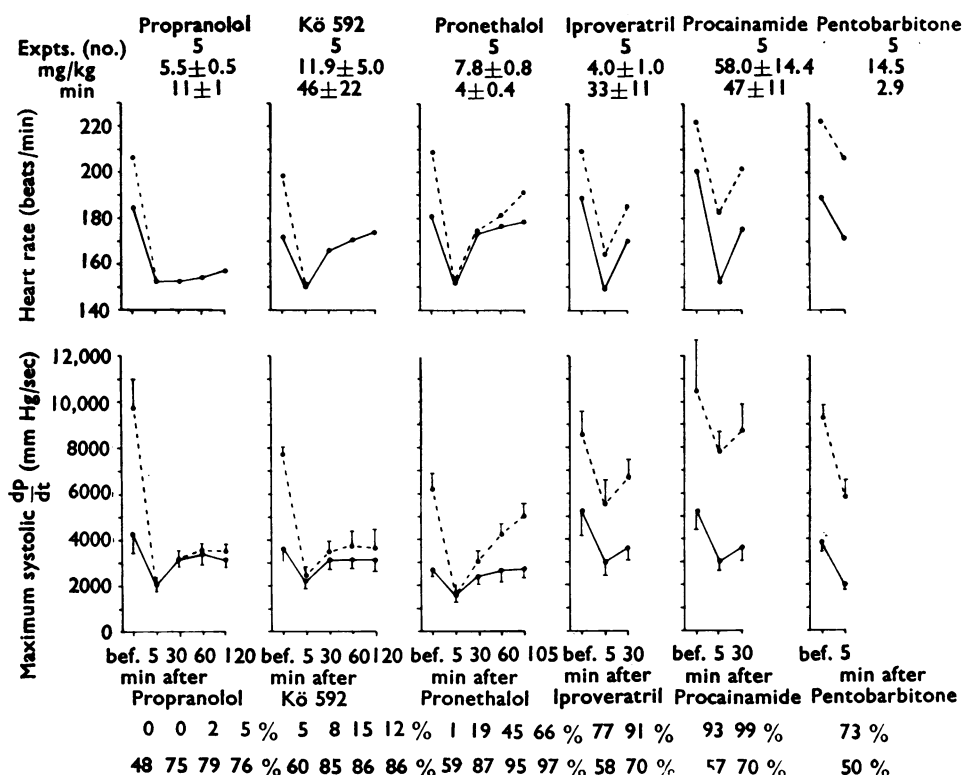 Propranolol Kö 592 Pronethalol Iproveratril Procainamide Pentobarbitone
Expts. (no.) 5 5 5 5 5 5
mg/kg 5.5±0.5 11.9±5.0 7.8±0.8 4.0±1.0 58.0±14.4 14.5
min 11±1 46±22 4±0.4 33±11 47±11 2.9
Heart rate (beats/min)
220
200
180
160
140
Maximum systolic dp/dt (mm Hg/sec)
12,000
10,000
8000
6000
4000
2000
0
bef. 5 30 60 120 bef. 5 30 60 120 bef. 5 30 60 105 bef. 5 30 bef. 5 30 bef. 5
min after min after min after min after min after min after
Propranolol Kö 592 Pronethalol Iproveratril Procainamide Pentobarbitone
0 0 2 5 % 5 8 15 12 % 1 19 45 66 % 77 91 % 93 99 % 73 %
48 75 79 76 % 60 85 86 86 % 59 87 95 97 % 58 70 % 57 70 % 50 %